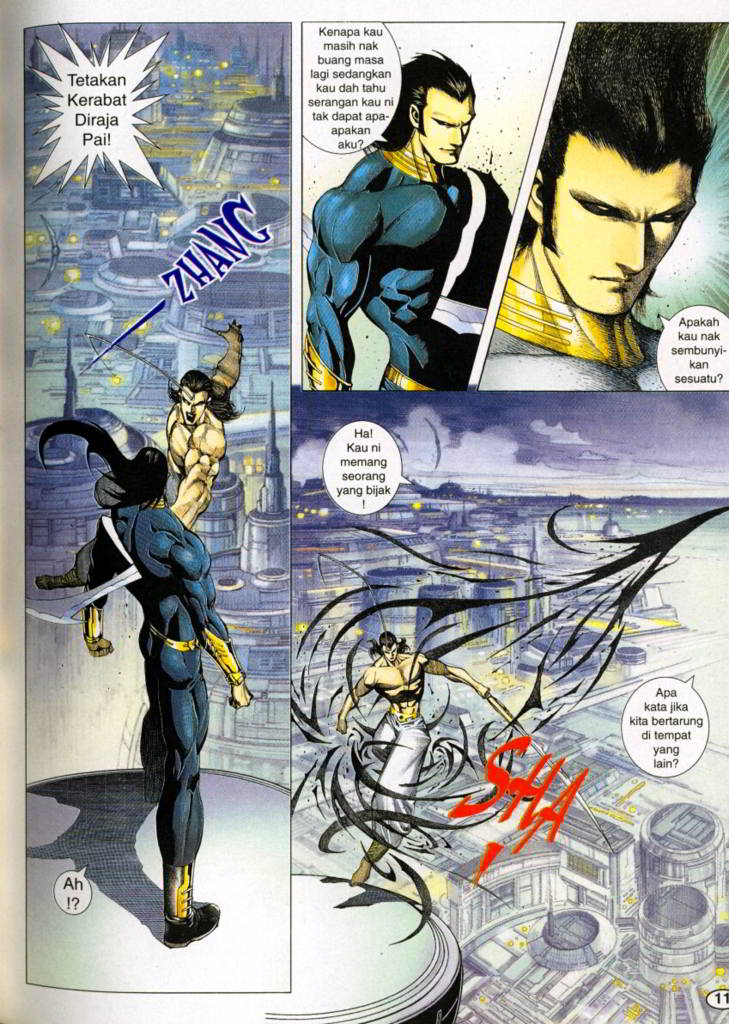 Tetakan
Kerabat
Diraja
Pai!
ZHANG
Ah
!?
Kenapa kau
masih nak
buang masa
lagi sedangkan
kau dah tahu
serangan kau ni
tak dapat apa-
apakan
aku?
Apakah
kau nak
sembunyi-
kan
sesuatu?
Ha!
Kau ni
memang
seorang
yang bijak
!
SHA
!
Apa
kata jika
kita bertarung
di tempat
yang
lain?
11